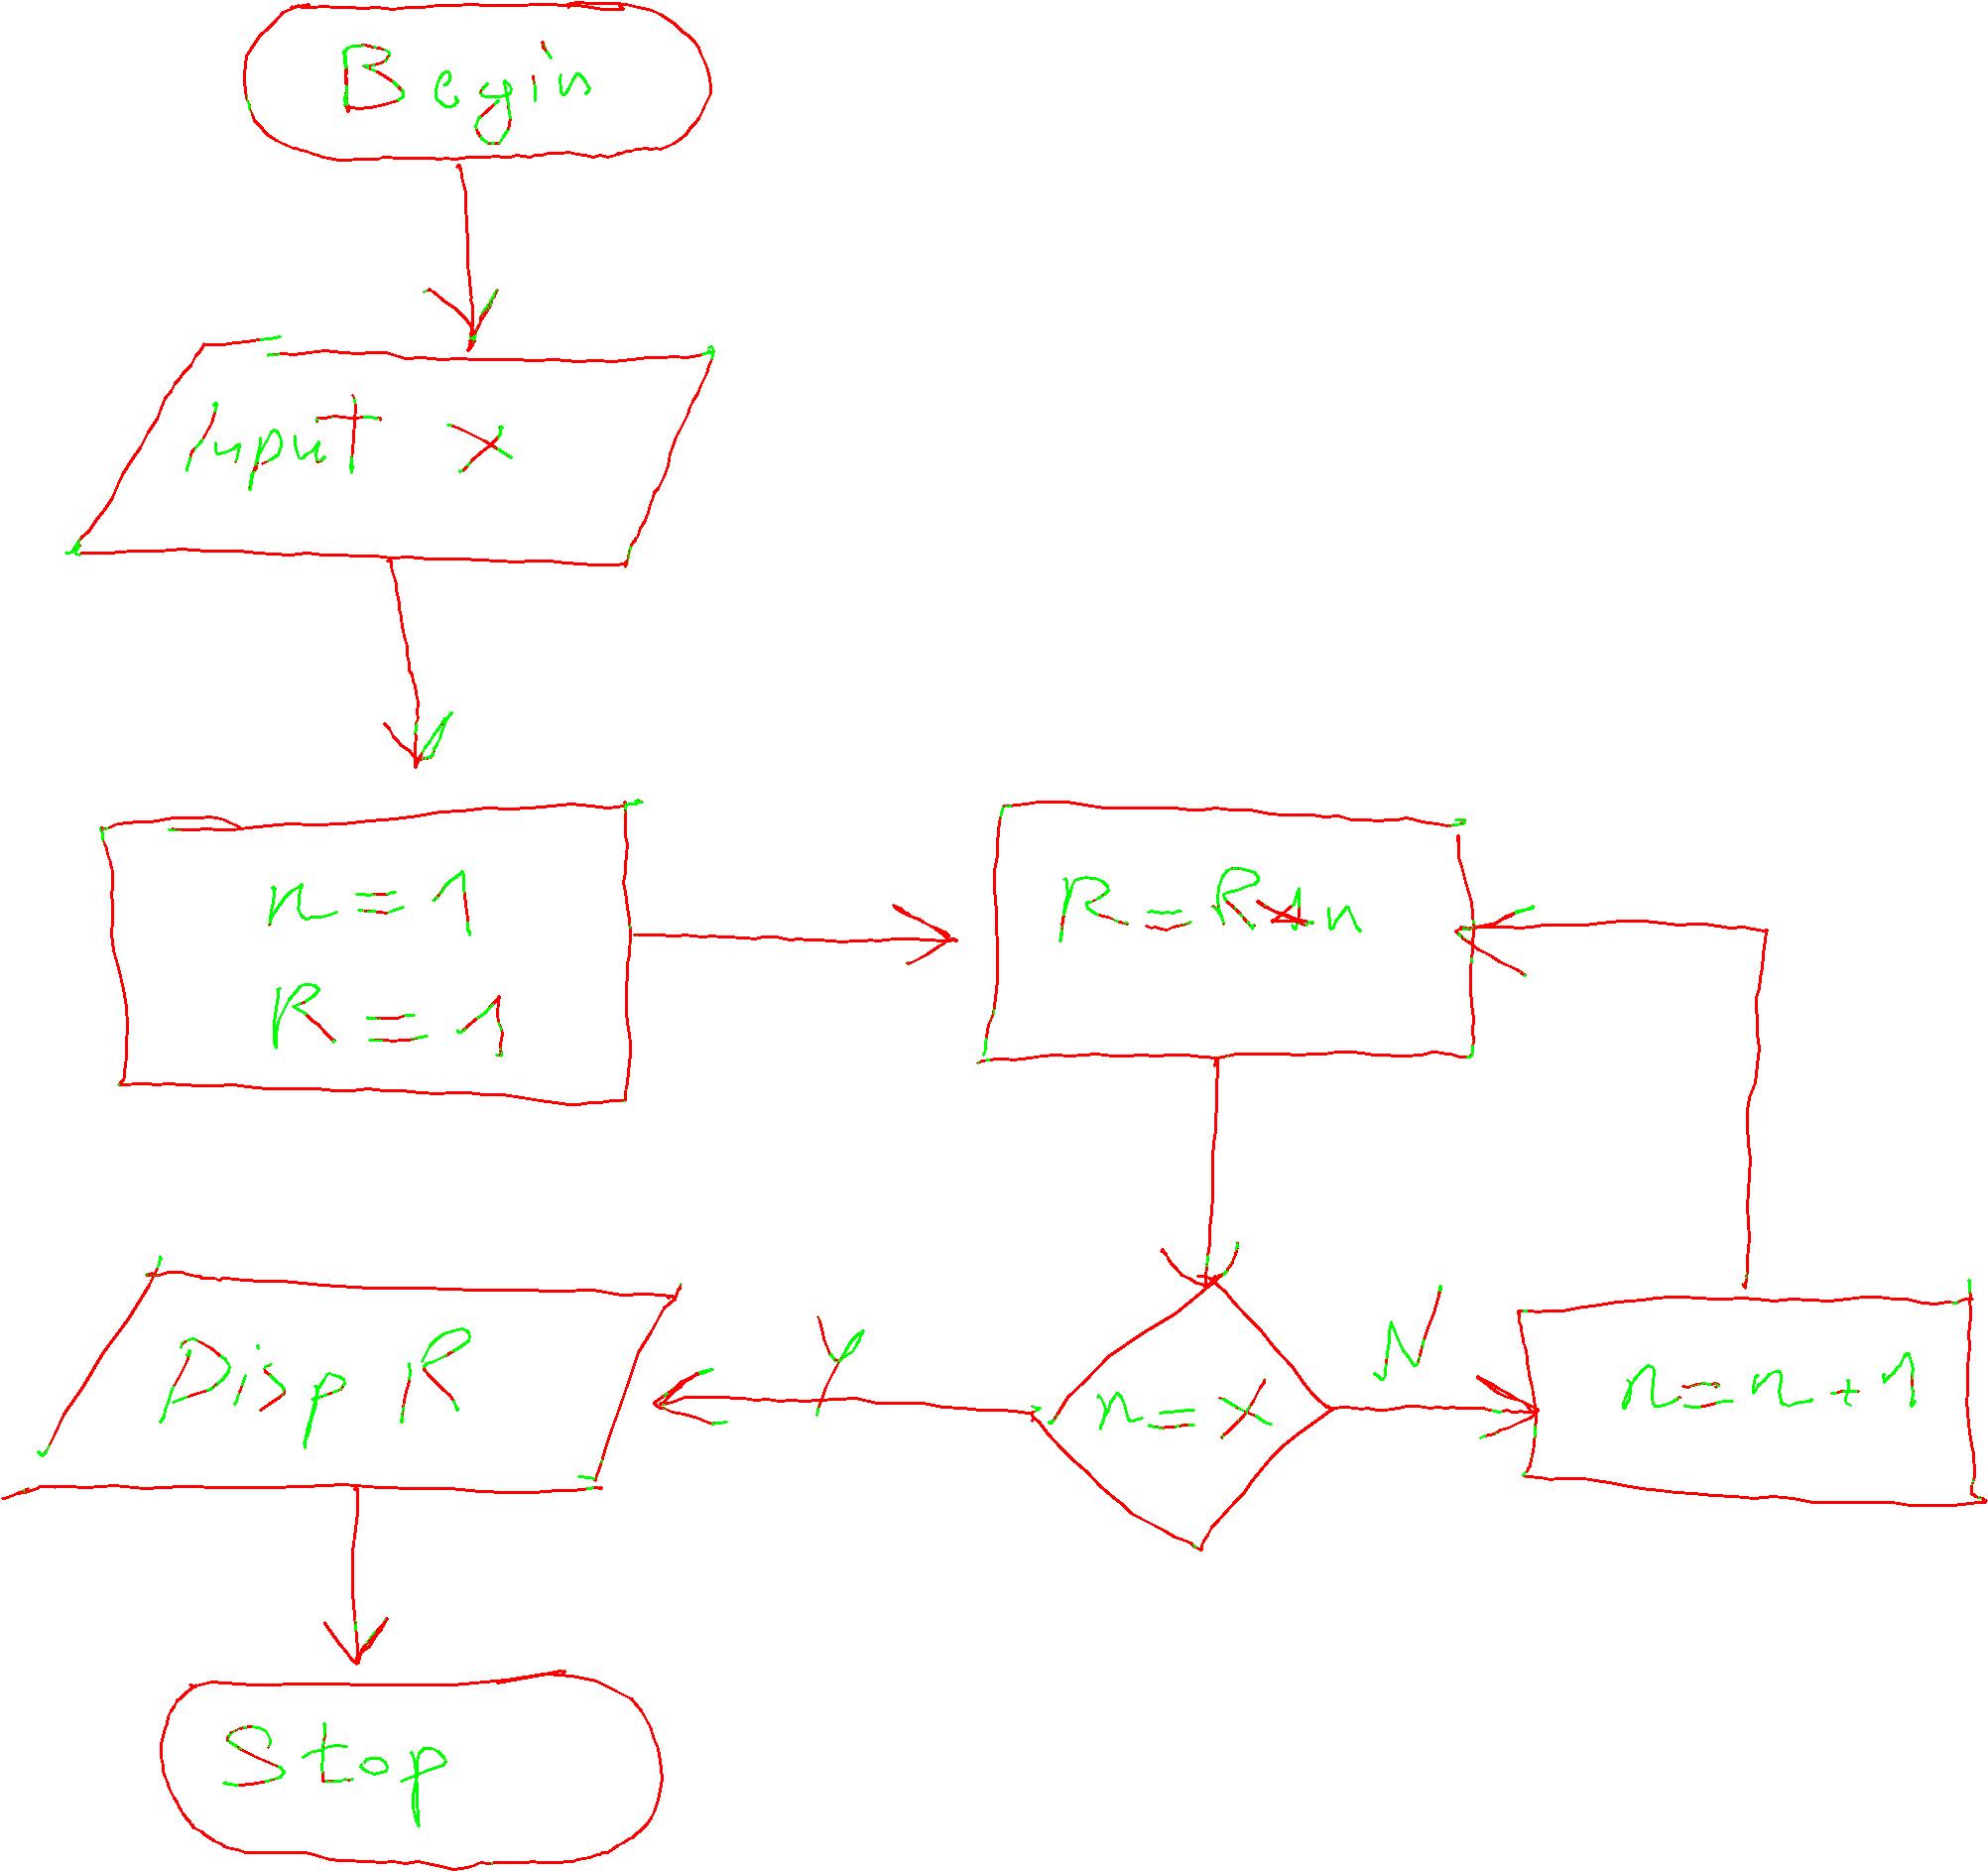 Begin
Input x
n = 1
R = 1
R = R * n
n = x
Y
N
n = n + 1
Disp R
Stop